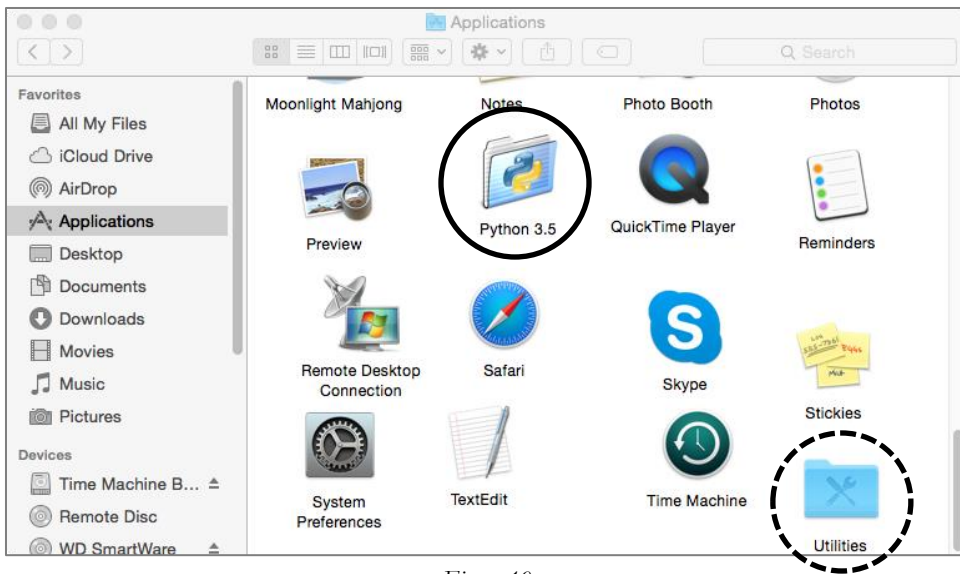 Applications
Search
Favorites
All My Files
iCloud Drive
AirDrop
Applications
Desktop
Documents
Downloads
Movies
Music
Pictures
Devices
Time Machine B...
Remote Disc
WD SmartWare
Moonlight Mahjong
Notes
Photo Booth
Photos
Preview
Python 3.5
QuickTime Player
Reminders
Remote Desktop
Connection
Safari
Skype
Stickies
System
Preferences
TextEdit
Time Machine
Utilities